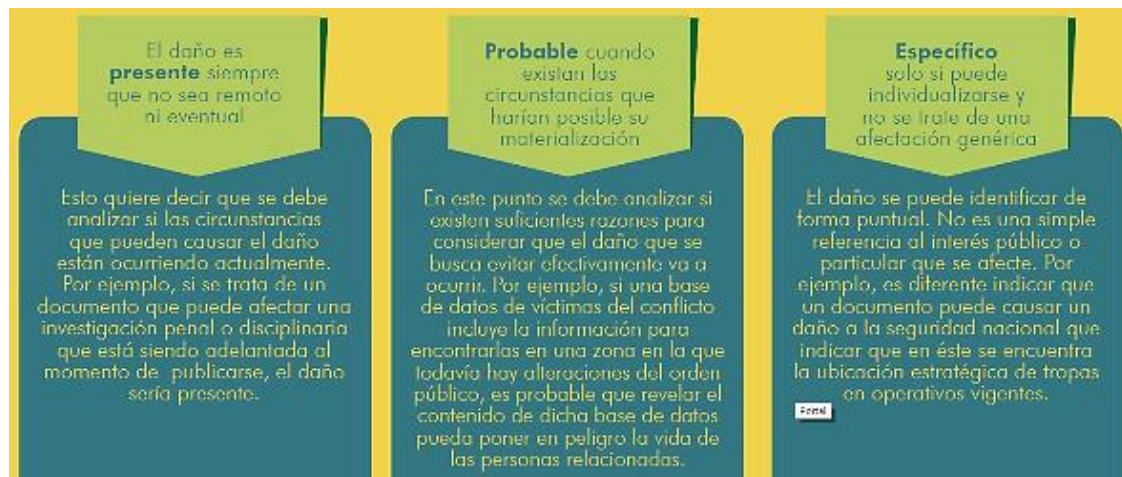 El daño es
presente siempre
que no sea remoto
ni eventual
Esto quiere decir que se debe
analizar si las circunstancias
que pueden causar el daño
están ocurriendo actualmente.
Por ejemplo, si se trata de un
documento que puede afectar una
investigación penal o disciplinaria
que está siendo adelantada al
momento de publicarse, el daño
sería presente.
Probable cuando
existan las
circunstancias que
harían posible su
materialización
En este punto se debe analizar si
existen suficientes razones para
considerar que el daño que se
busca evitar efectivamente va a
ocurrir. Por ejemplo, si una base
de datos de víctimas del conflicto
incluye la información para
encontrarlas en una zona en la que
todavía hay alteraciones del orden
público, es probable que revelar el
contenido de dicha base de datos
pueda poner en peligro la vida de
las personas relacionadas.
Específico
solo si puede
individualizarse y
no se trate de una
afectación genérica
El daño se puede identificar de
forma puntual. No es una simple
referencia al interés público o
particular que se afecte. Por
ejemplo, es diferente indicar que
un documento puede causar un
daño a la seguridad nacional que
indicar que en éste se encuentra
la ubicación estratégica de tropas
en operativos vigentes.
Portal